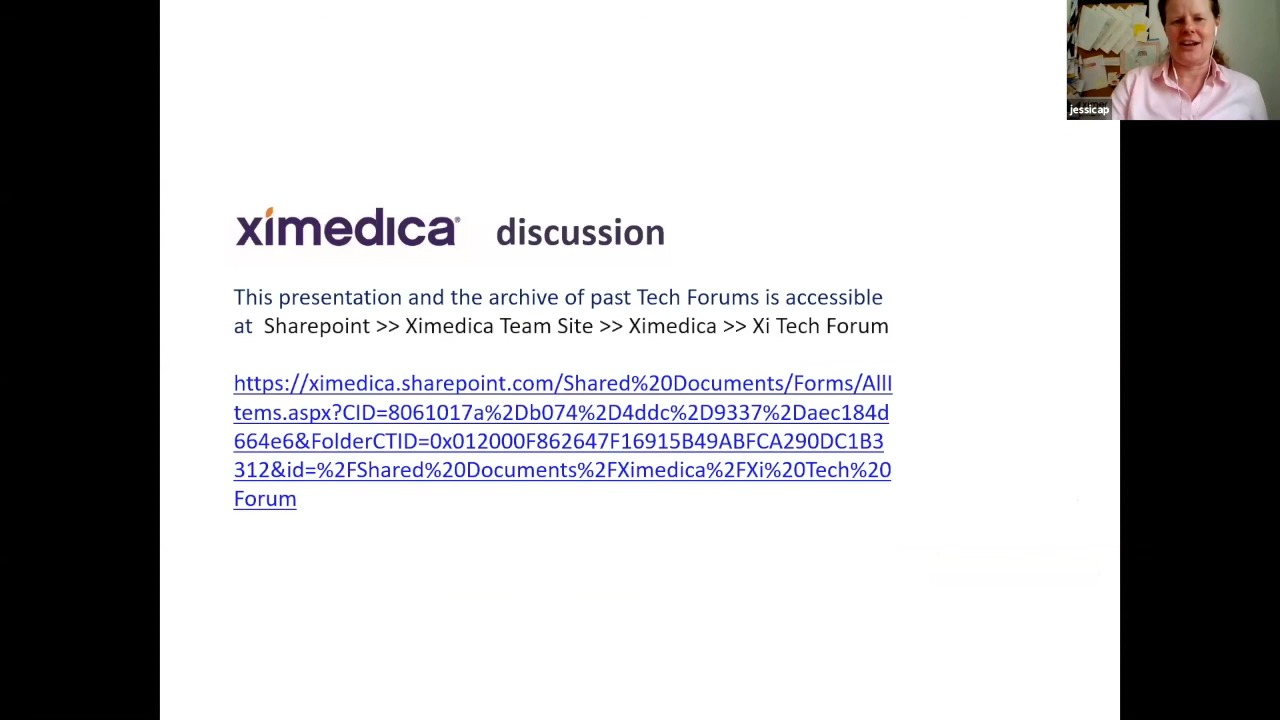 jessicap
ximedica® discussion
This presentation and the archive of past Tech Forums is accessible
at Sharepoint >> Ximedica Team Site >> Ximedica >> Xi Tech Forum
https://ximedica.sharepoint.com/Shared%20Documents/Forms/AllI
tems.aspx?CID=8061017a%2Db074%2D4ddc%2D9337%2Daec184d
664e6&FolderCTID=0x012000F862647F16915B49ABFCA290DC1B3
312&id=%2FShared%20Documents%2FXimedica%2FXi%20Tech%20
Forum